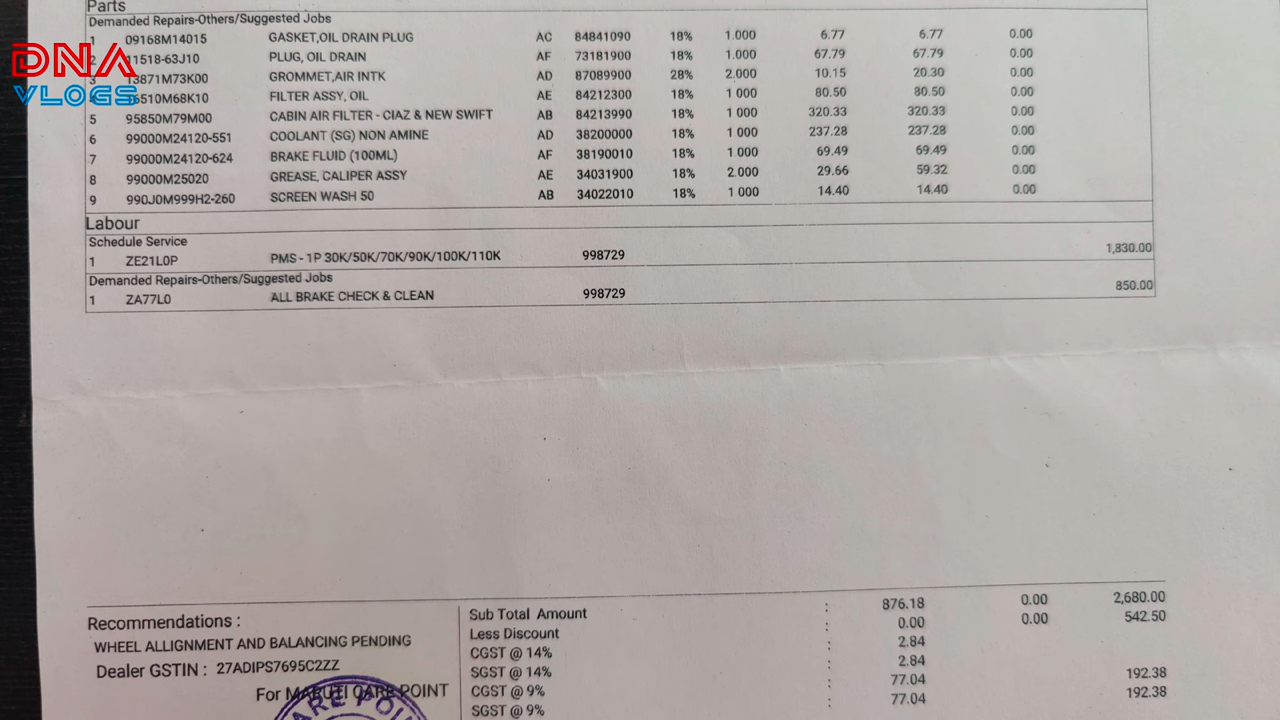 Parts
Demanded Repairs-Others/Suggested Jobs
1 09168M14015 GASKET,OIL DRAIN PLUG AC 84841090 18% 1.000 6.77 6.77 0.00
2 11518-63J10 PLUG, OIL DRAIN AF 73181900 18% 1.000 67.79 67.79 0.00
3 13871M73K00 GROMMET,AIR INTK AD 87089900 28% 2.000 10.15 20.30 0.00
16510M68K10 FILTER ASSY, OIL AE 84212300 18% 1 000 80.50 80.50 0.00
5 95850M79M00 CABIN AIR FILTER - CIAZ & NEW SWIFT AB 84213990 18% 1 000 320.33 320.33 0.00
6 99000M24120-551 COOLANT (SG) NON AMINE AD 38200000 18% 1 000 237.28 237.28 0.00
7 99000M24120-624 BRAKE FLUID (100ML) AF 38190010 18% 1.000 69.49 69.49 0.00
8 99000M25020 GREASE, CALIPER ASSY AE 34031900 18% 2.000 29.66 59.32 0.00
9 990J0M999H2-260 SCREEN WASH 50 AB 34022010 18% 1 000 14.40 14.40 0.00
DNA
VLOGS
Labour
Schedule Service
1 ZE21L0P PMS - 1P 30K/50K/70K/90K/100K/110K 998729 1,830.00
Demanded Repairs-Others/Suggested Jobs
1 ZA77L0 ALL BRAKE CHECK & CLEAN 998729 850.00
Recommendations :
WHEEL ALLIGNMENT AND BALANCING PENDING
Dealer GSTIN : 27ADIPS7695C2ZZ
For MARUTI CARE POINT
ARE POIN
Sub Total Amount : 876.18 0.00 2,680.00
Less Discount : 0.00 0.00 542.50
CGST @ 14% : 2.84
SGST @ 14% : 2.84
CGST @ 9% : 77.04 192.38
SGST @ 9% : 77.04 192.38